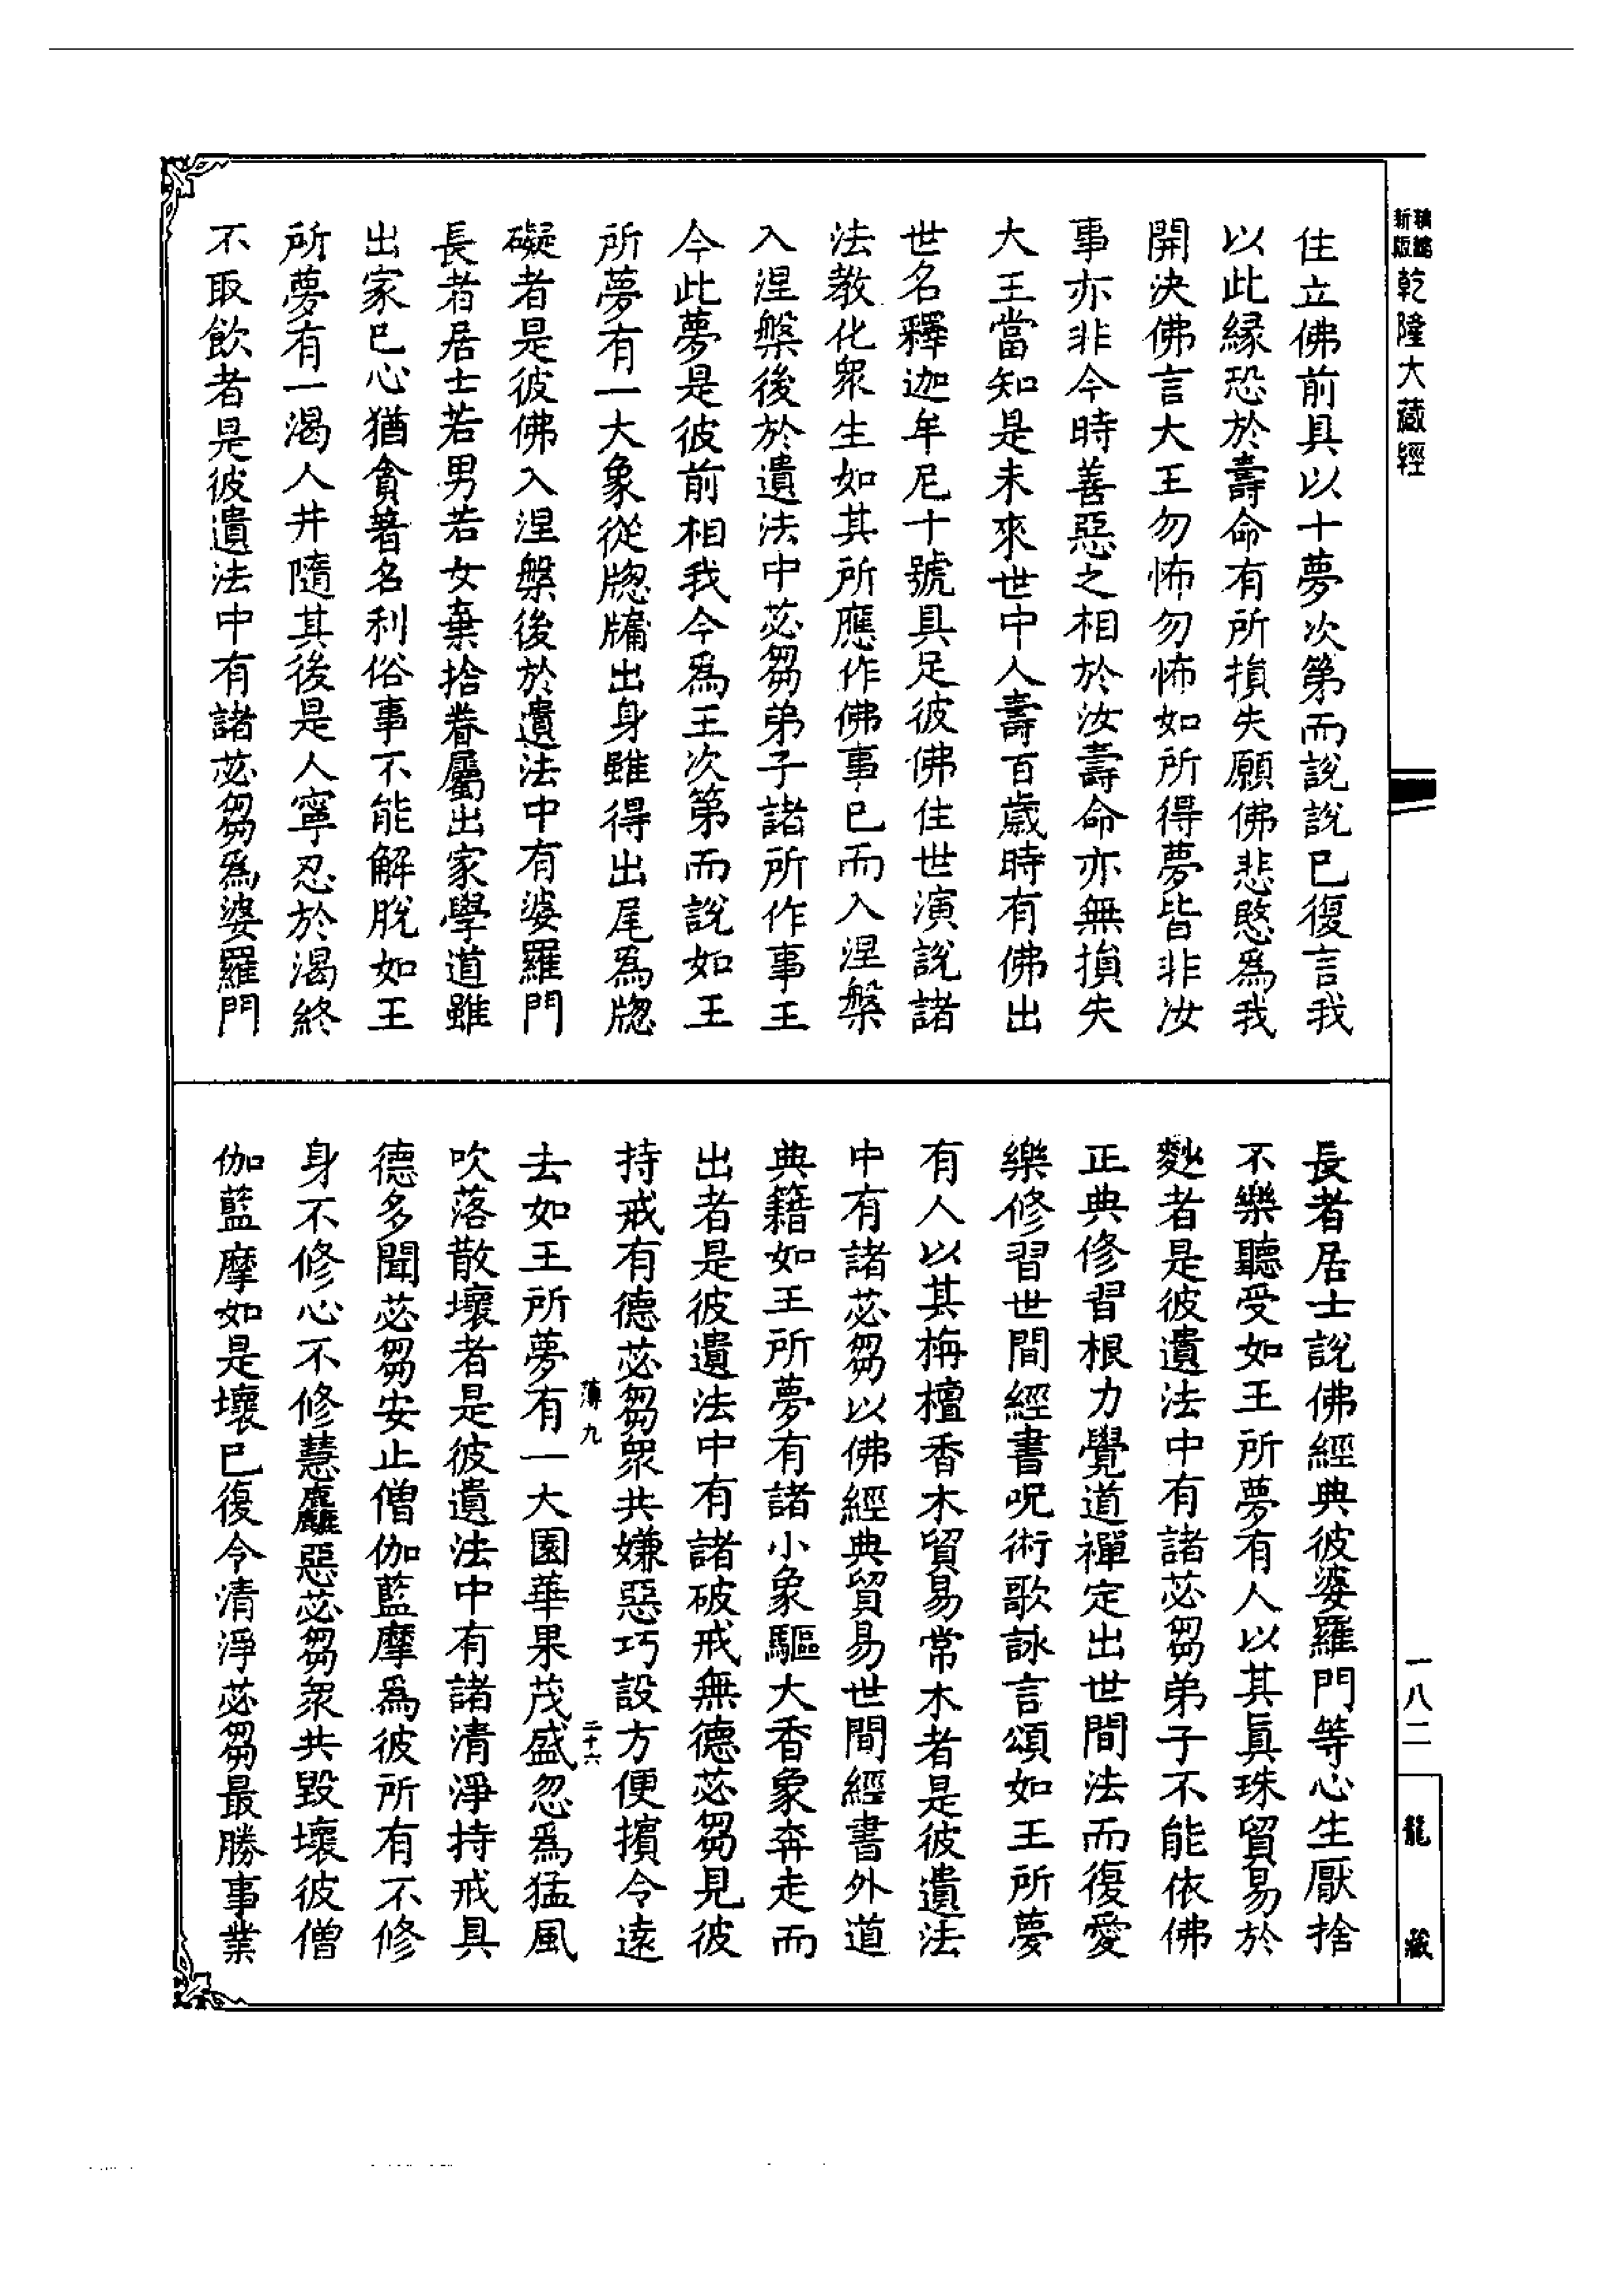 新版
精縮
乾隆大藏經
住立佛前具以十夢次第而說說已復言我
以此緣恐於壽命有所損失願佛悲愍為我
開決佛言大王勿怖勿怖如所得夢皆非汝
事亦非今時善惡之相於汝壽命亦無損失
大王當知是未來世中人壽百歲時有佛出
世名釋迦牟尼十號具足彼佛住世演說諸
法教化眾生如其所應作佛事已而入涅槃
入涅槃後於遺法中苾芻弟子諸所作事王
今此夢是彼前相我今為王次第而說如王
所夢有一大象從牕牖出身雖得出尾為牕
礙者是彼佛入涅槃後於遺法中有婆羅門
長者居士若男若女棄捨眷屬出家學道雖
出家已心猶貪著名利俗事不能解脫如王
所夢有一渴人井隨其後是人寧忍於渴終
不取飲者是彼遺法中有諸苾芻為婆羅門
長者居士說佛經典彼婆羅門等心生厭捨
不樂聽受如王所夢有人以其真珠貿易於
麨者是彼遺法中有諸苾芻弟子不能依佛
正典修習根力覺道禪定出世間法而復愛
樂修習世間經書呪術歌詠言頌如王所夢
有人以其栴檀香木貿易常木者是彼遺法
中有諸苾芻以佛經典貿易世間經書外道
典籍如王所夢有諸小象驅大香象奔走而
出者是彼遺法中有諸破戒無德苾芻見彼
持戒有德苾芻眾共嫌惡巧設方便擯令遠
薄九
二十六
去如王所夢有一大園華果茂盛忽為猛風
吹落散壞者是彼遺法中有諸清淨持戒具
德多聞苾芻安止僧伽藍摩為彼所有不修
身不修心不修慧麤惡苾芻眾共毀壞彼僧
伽藍摩如是壞已復令清淨苾芻最勝事業
一八二
龍藏